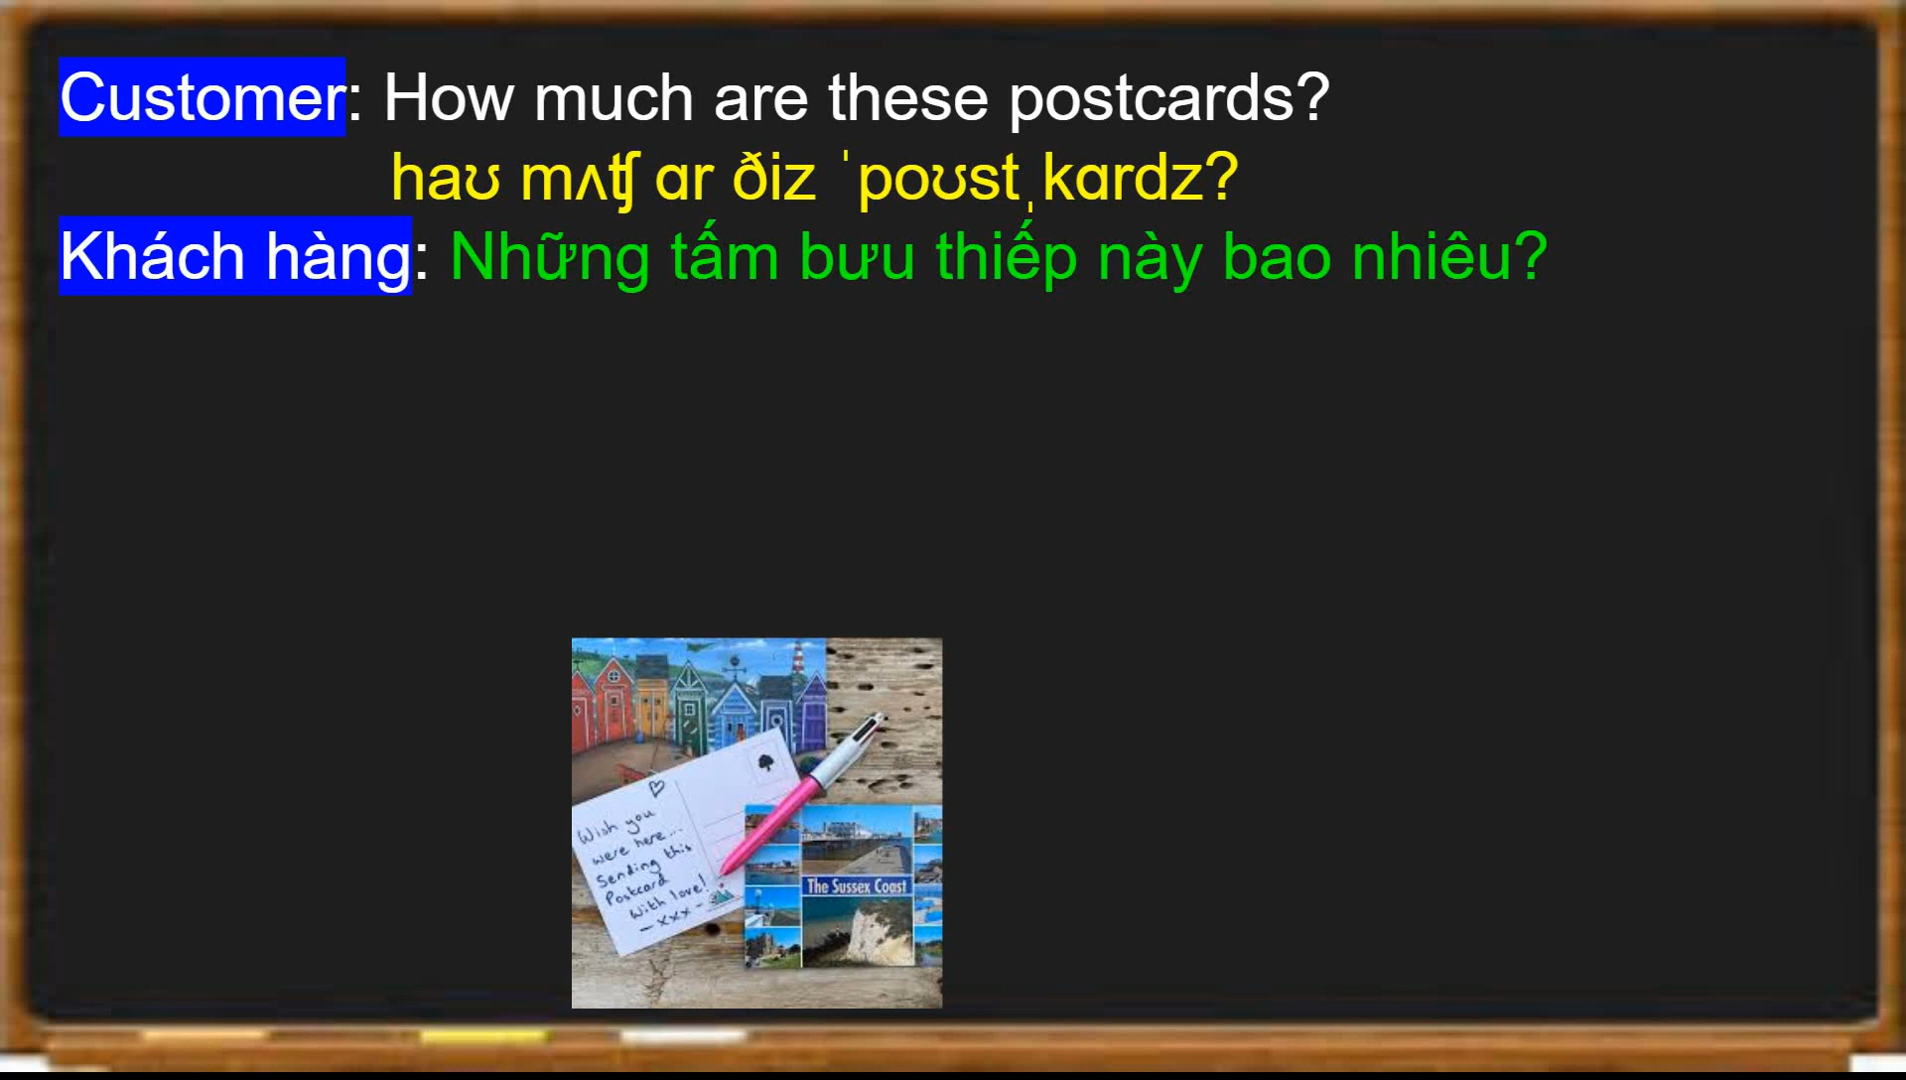 Customer: How much are these postcards?
haʊ mʌʧ ɑr ðiz ˈpoʊstˌkɑrdz?
Khách hàng: Những tấm bưu thiếp này bao nhiêu?
Wish you
were here...
Sending this
Postcard
With love!
- xxx -
The Sussex Coast